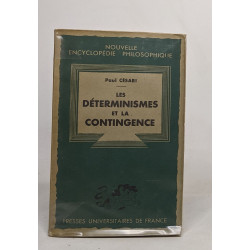 NOUVELLE
ENCYCLOPÉDIE PHILOSOPHIQUE
Paul CÉSARI
LES
DÉTERMINISMES
ET LA
CONTINGENCE
PRESSES UNIVERSITAIRES DE FRANCE